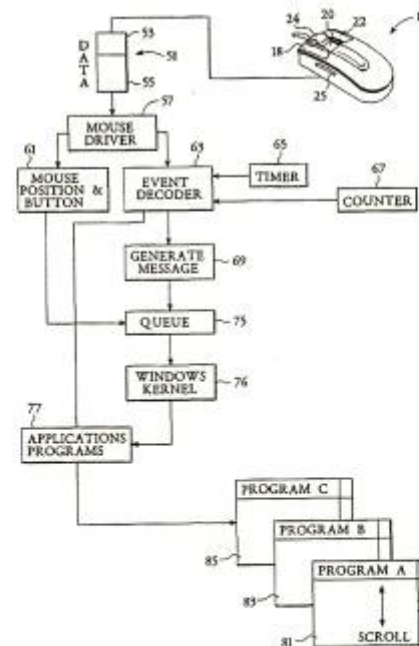 24
20
22
18
25
53
51
55
DATA
57
MOUSE
DRIVER
61
MOUSE
POSITION &
BUTTON
63
EVENT
DECODER
65
TIMER
67
COUNTER
GENERATE
MESSAGE
69
QUEUE
75
WINDOWS
KERNEL
76
77
APPLICATIONS
PROGRAMS
PROGRAM C
85
PROGRAM B
83
PROGRAM A
SCROLL
81